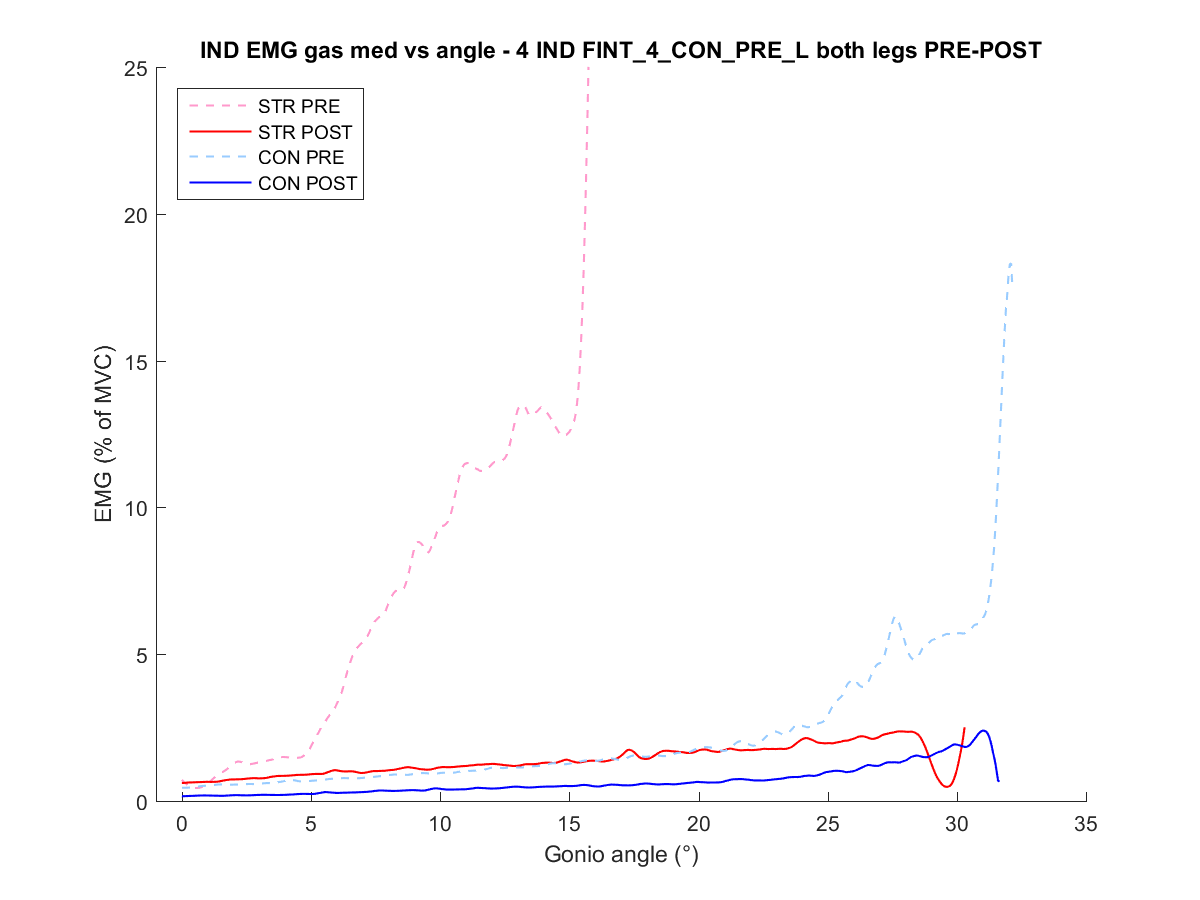 IND EMG gas med vs angle - 4 IND FINT_4_CON_PRE_L both legs PRE-POST
25
20
15
10
5
0
STR PRE
STR POST
CON PRE
CON POST
EMG (% of MVC)
0 5 10 15 20 25 30 35
Gonio angle (°)